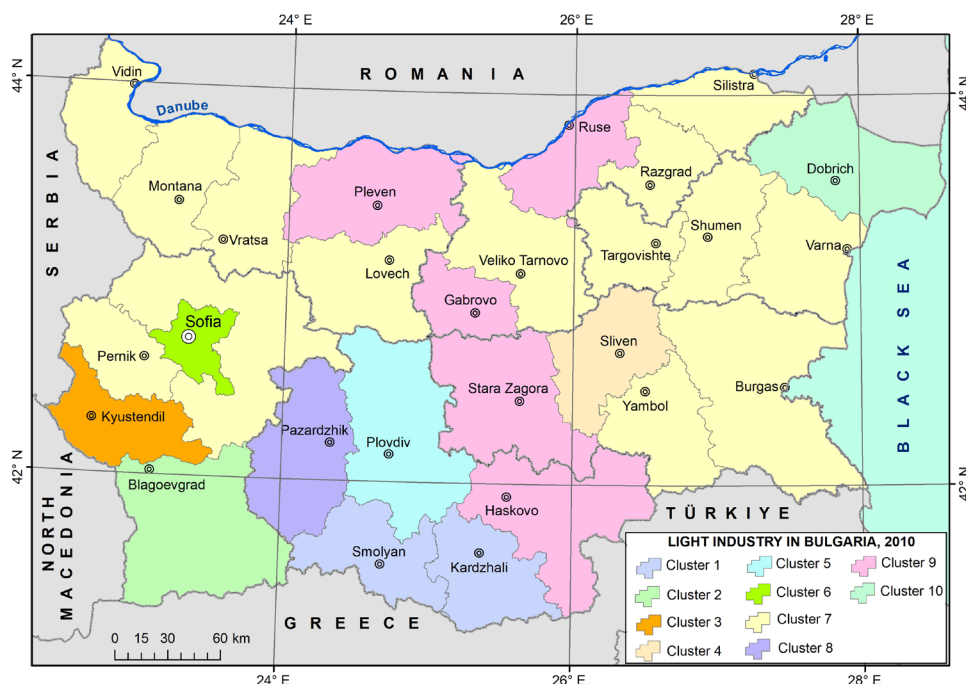 24° E
26° E
28° E
44° N
44° N
ROMANIA
Vidin
Danube
Silistra
Ruse
SERBIA
Montana
Pleven
Razgrad
Dobrich
Vratsa
Lovech
Veliko Tarnovo
Targovishte
Shumen
Varna
Gabrovo
Sofia
Pernik
Sliven
BLACK SEA
Kyustendil
Stara Zagora
Yambol
Burgas
Pazardzhik
Plovdiv
42° N
42° N
Blagoevgrad
Haskovo
TÜRKIYE
NORTH
MACEDONIA
Smolyan
Kardzhali
GREECE
0 15 30 60 km
LIGHT INDUSTRY IN BULGARIA, 2010
Cluster 1
Cluster 2
Cluster 3
Cluster 4
Cluster 5
Cluster 6
Cluster 7
Cluster 8
Cluster 9
Cluster 10
24° E
26° E
28° E